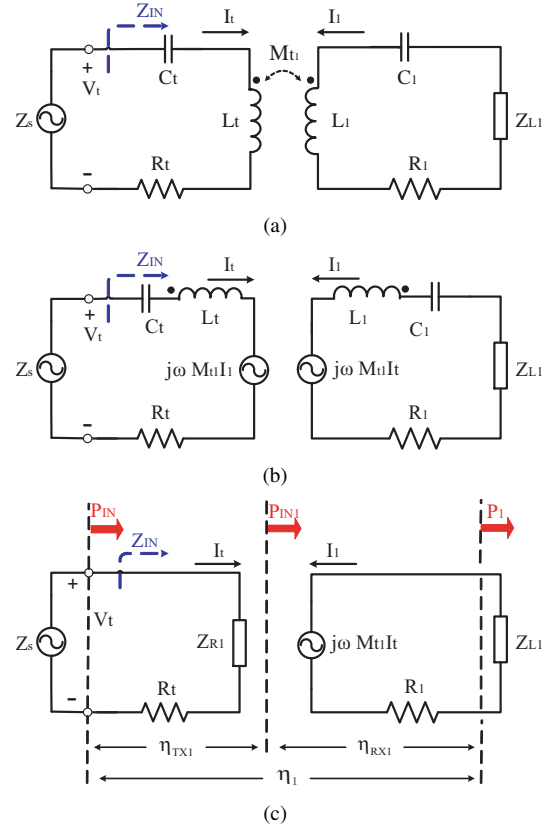 ZIN It I1
Ct Mt1 C1
+ Vt −
Zs Lt L1 ZL1
Rt R1
(a)
ZIN It I1
+ Vt −
Ct Lt L1 C1
Zs jω Mt1I1 jω Mt1It ZL1
Rt R1
(b)
PIN PIN1 P1
ZIN It I1
+ Vt −
Zs ZR1 jω Mt1It ZL1
Rt R1
ηTX1 ηRX1
η1
(c)